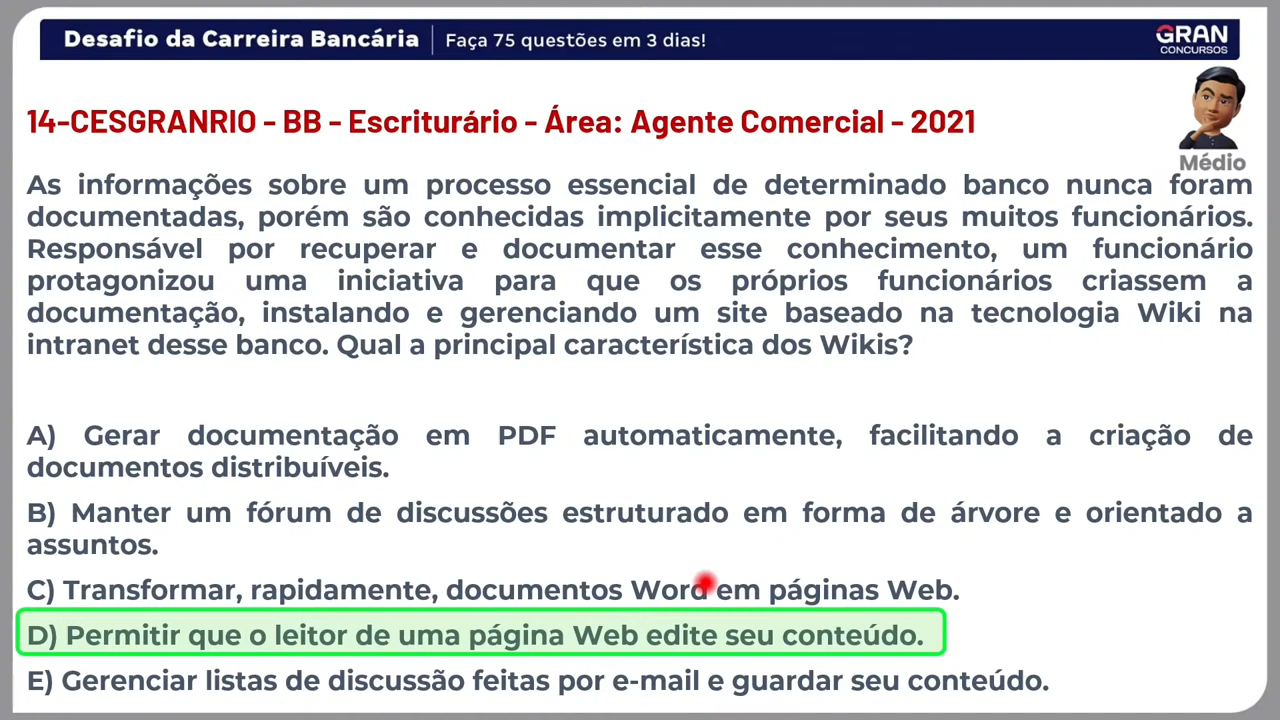 Desafio da Carreira Bancária | Faça 75 questões em 3 dias!
GRAN
CONCURSOS
14-CESGRANRIO - BB - Escriturário - Área: Agente Comercial - 2021
Médio
As informações sobre um processo essencial de determinado banco nunca foram
documentadas, porém são conhecidas implicitamente por seus muitos funcionários.
Responsável por recuperar e documentar esse conhecimento, um funcionário
protagonizou uma iniciativa para que os próprios funcionários criassem a
documentação, instalando e gerenciando um site baseado na tecnologia Wiki na
intranet desse banco. Qual a principal característica dos Wikis?
A) Gerar documentação em PDF automaticamente, facilitando a criação de
documentos distribuíveis.
B) Manter um fórum de discussões estruturado em forma de árvore e orientado a
assuntos.
C) Transformar, rapidamente, documentos Word em páginas Web.
D) Permitir que o leitor de uma página Web edite seu conteúdo.
E) Gerenciar listas de discussão feitas por e-mail e guardar seu conteúdo.